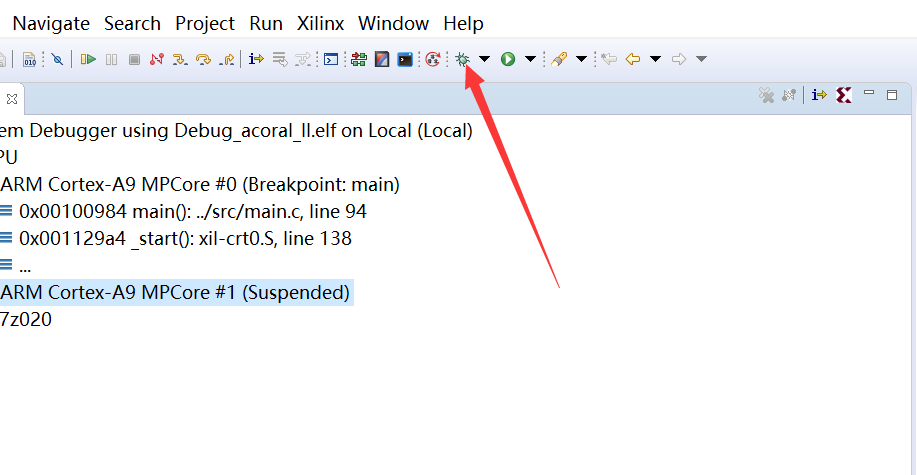 Navigate Search Project Run Xilinx Window Help
em Debugger using Debug_acoral_ll.elf on Local (Local)
PU
ARM Cortex-A9 MPCore #0 (Breakpoint: main)
0x00100984 main(): ../src/main.c, line 94
0x001129a4 _start(): xil-crt0.S, line 138
...
ARM Cortex-A9 MPCore #1 (Suspended)
7z020